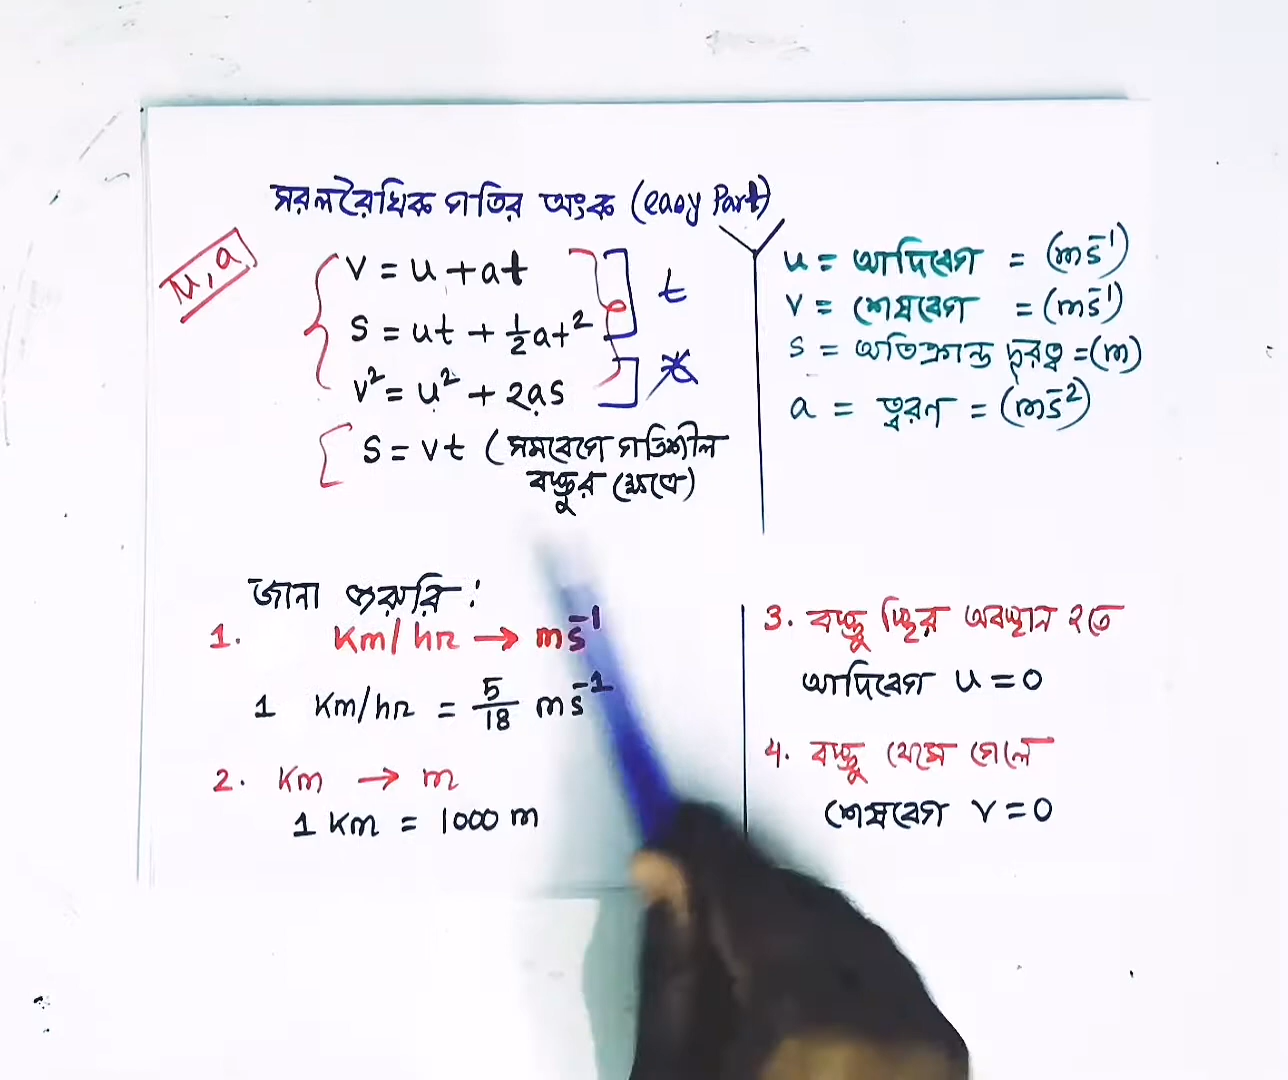 সরলরৈখিক গতির অংক (easy Part)
u, a
v = u + at
s = ut + ½at²
t
v² = u² + 2as
t
s = vt (সমবেগে গতিশীল
বস্তুর ক্ষেত্রে)
u = আদিবেগ = (ms⁻¹)
v = শেষবেগ = (ms⁻¹)
s = অতিক্রান্ত দূরত্ব = (m)
a = ত্বরণ = (ms⁻²)
জানা জরুরি :
1. Km/hr → ms⁻¹
1 Km/hr = 5/18 ms⁻¹
2. Km → m
1 Km = 1000 m
3. বস্তু স্থির অবস্থান হতে
আদিবেগ u = 0
4. বস্তু থেমে গেলে
শেষবেগ v = 0